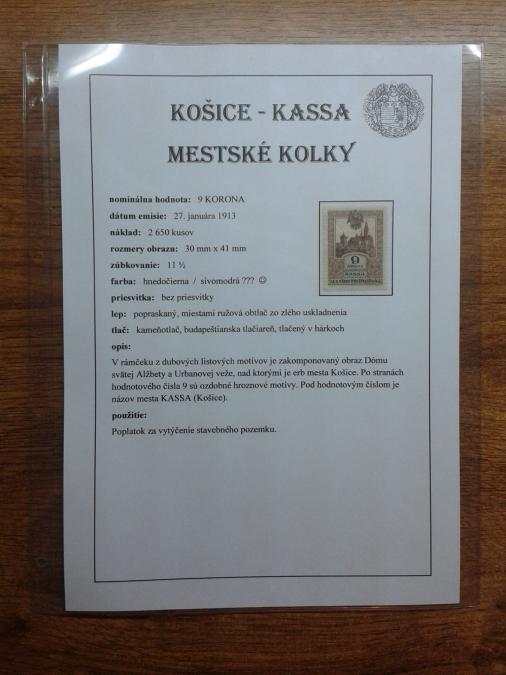 KOŠICE - KASSA
MESTSKÉ KOLKY
nominálna hodnota: 9 KORONA
dátum emisie: 27. januára 1913
náklad: 2 650 kusov
rozmery obrazu: 30 mm x 41 mm
zúbkovanie: 11 ½
farba: hnedočierna / sivomodrá ??? ☺
priesvitka: bez priesvitky
lep: popraskaný, miestami ružová obtlač zo zlého uskladnenia
tlač: kameňotlač, budapeštianska tlačiareň, tlačený v hárkoch
opis:
V rámčeku z dubových listových motívov je zakomponovaný obraz Dómu
svätej Alžbety a Urbanovej veže, nad ktorými je erb mesta Košice. Po stranách
hodnotového čísla 9 sú ozdobné hroznové motívy. Pod hodnotovým číslom je
názov mesta KASSA (Košice).
použitie:
Poplatok za vytýčenie stavebného pozemku.
9
KASSA